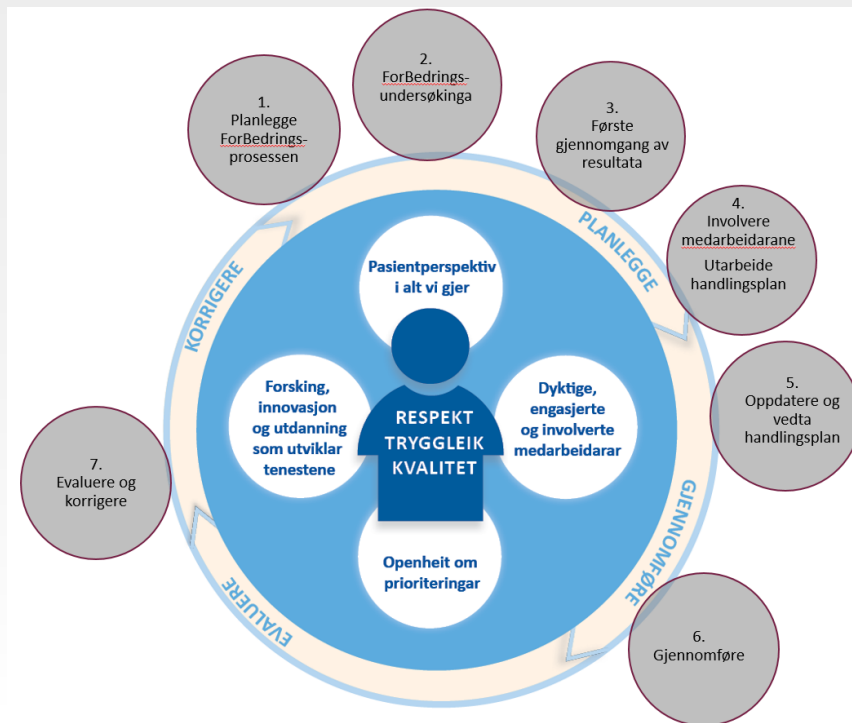 1.
Planlegge
ForBedrings-
prosessen
2.
ForBedrings-
undersøkinga
3.
Første
gjennomgang av
resultata
4.
Involvere
medarbeidarane
Utarbeide
handlingsplan
5.
Oppdatere og
vedta
handlingsplan
6.
Gjennomføre
7.
Evaluere og
korrigere
PLANLEGGE
GJENNOMFØRE
EVALUERE
KORRIGERE
Pasientperspektiv
i alt vi gjer
Dyktige,
engasjerte
og involverte
medarbeidarar
Openheit om
prioriteringar
Forsking,
innovasjon
og utdanning
som utviklar
tenestene
RESPEKT
TRYGGLEIK
KVALITET